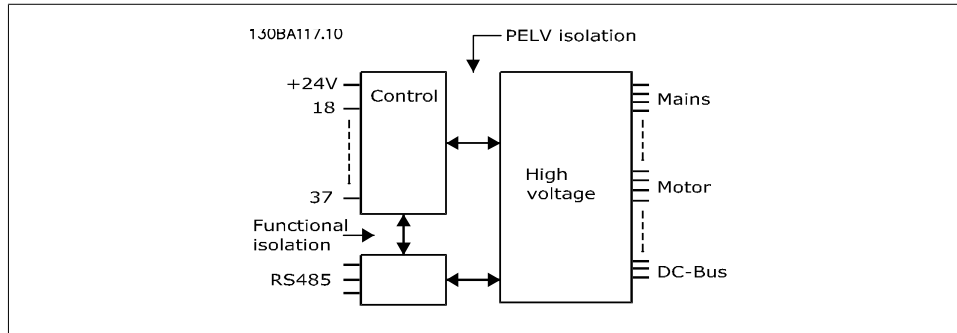 130BA117.10
PELV isolation
+24V
Control
18
Mains
High
voltage
37
Motor
Functional
isolation
RS485
DC-Bus